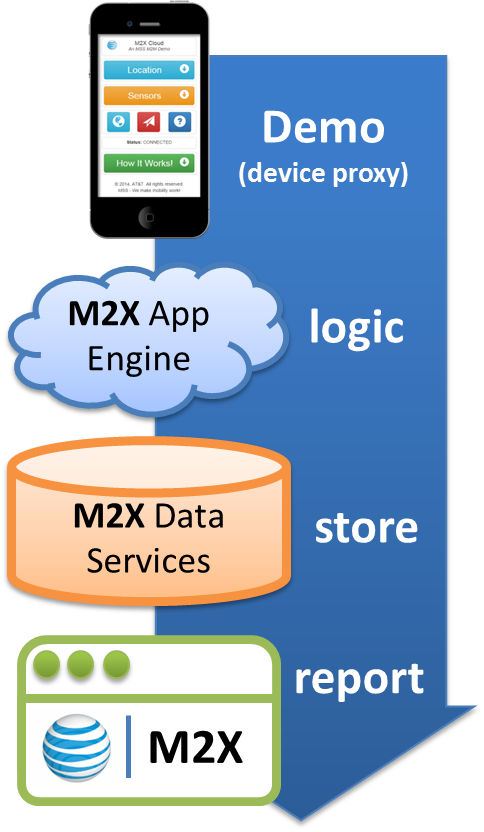 M2X Cloud
An MSS M2M Demo
Location
Sensors
Status: CONNECTED
How It Works!
© 2014, AT&T. All rights reserved.
MSS - We make mobility work!
Demo
(device proxy)
M2X App
Engine
logic
M2X Data
Services
store
report
M2X